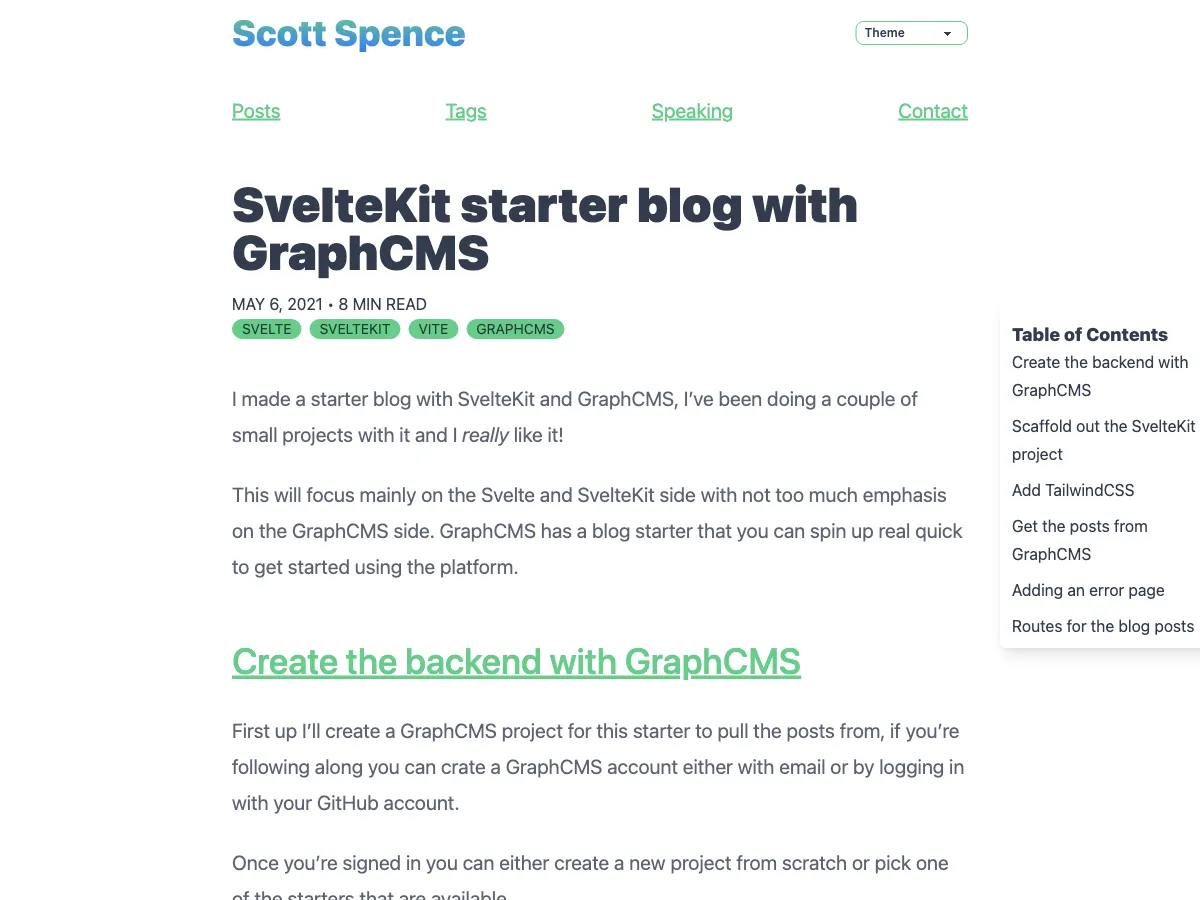 Scott Spence
Theme
Posts
Tags
Speaking
Contact
SvelteKit starter blog with
GraphCMS
MAY 6, 2021 • 8 MIN READ
SVELTE
SVELTEKIT
VITE
GRAPHCMS
I made a starter blog with SvelteKit and GraphCMS, I’ve been doing a couple of
small projects with it and I really like it!
This will focus mainly on the Svelte and SvelteKit side with not too much emphasis
on the GraphCMS side. GraphCMS has a blog starter that you can spin up real quick
to get started using the platform.
Create the backend with GraphCMS
First up I’ll create a GraphCMS project for this starter to pull the posts from, if you’re
following along you can crate a GraphCMS account either with email or by logging in
with your GitHub account.
Once you’re signed in you can either create a new project from scratch or pick one
of the starters that are available.
Table of Contents
Create the backend with
GraphCMS
Scaffold out the SvelteKit
project
Add TailwindCSS
Get the posts from
GraphCMS
Adding an error page
Routes for the blog posts